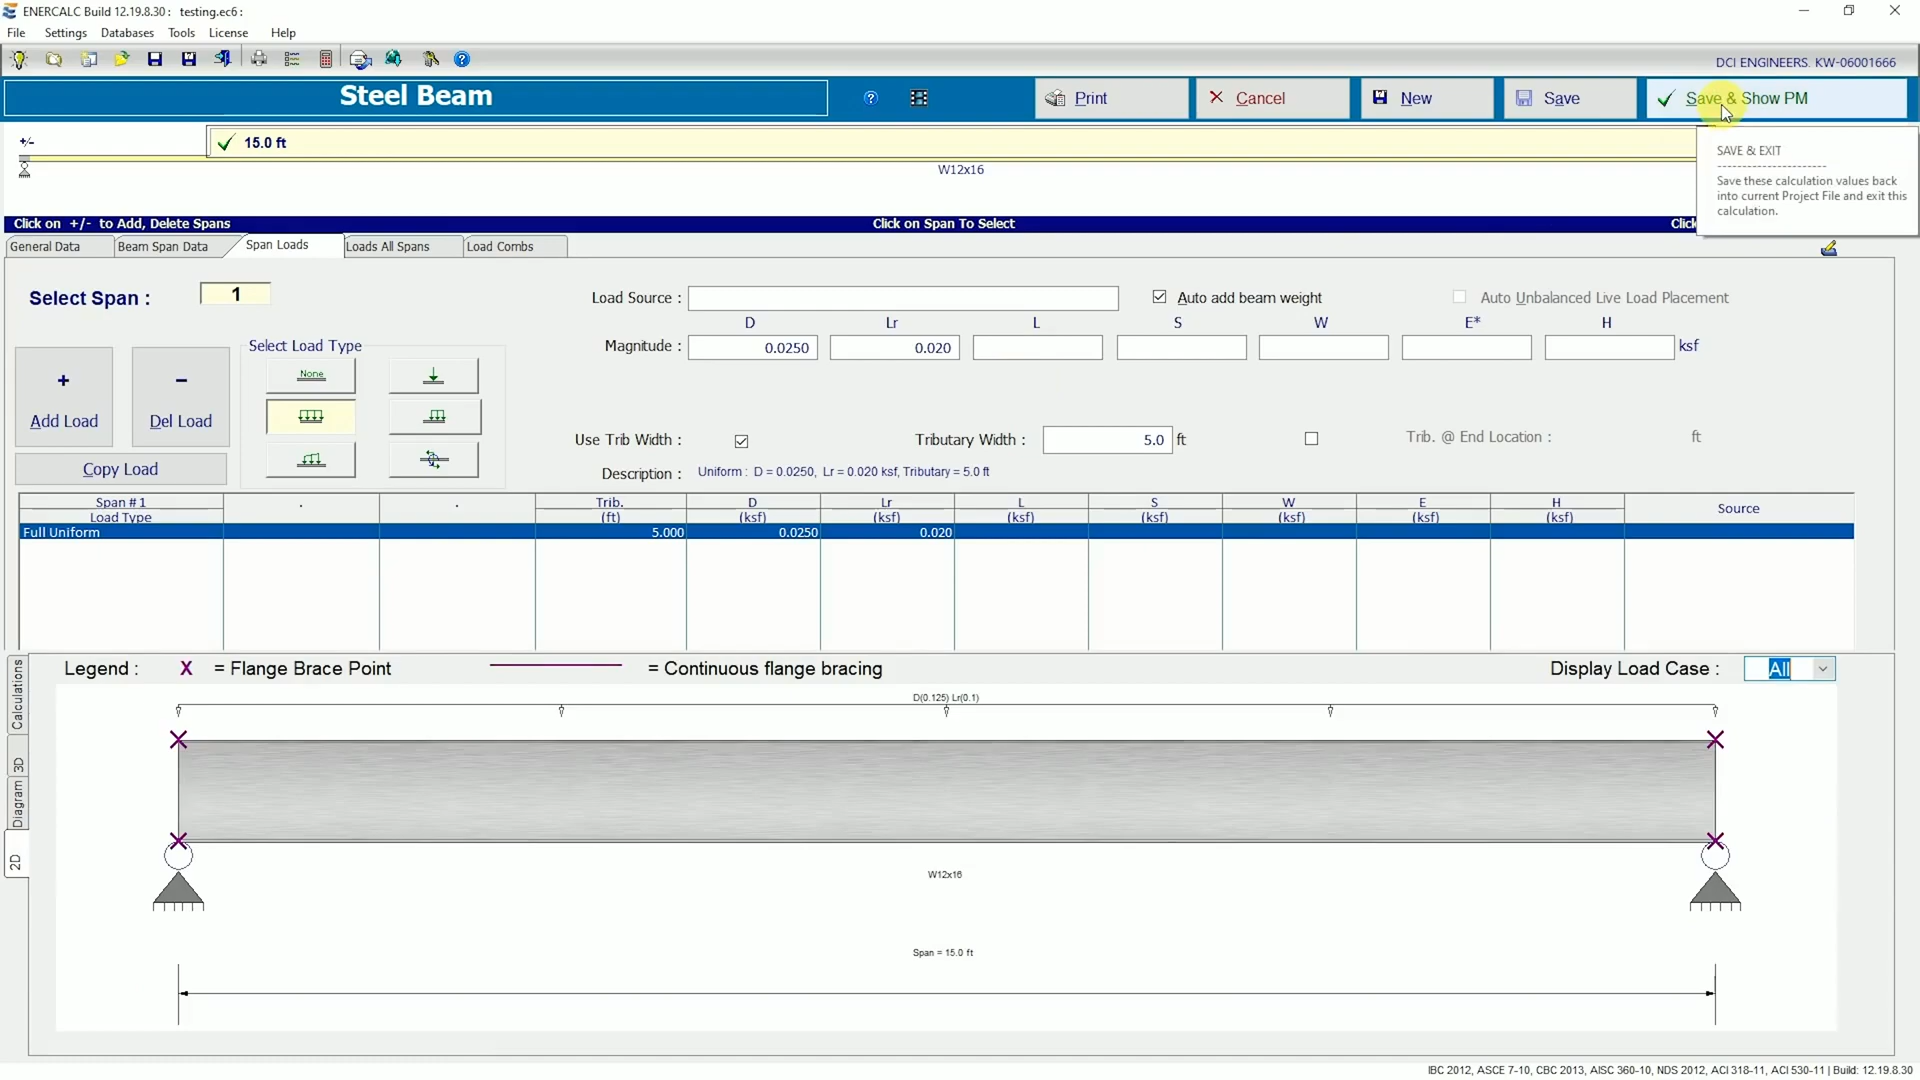 ENERCALC Build 12.19.8.30 : testing.ec6 :
File Settings Databases Tools License Help
DCI ENGINEERS. KW-06001666
Steel Beam
Print Cancel New Save Save & Show PM
+/- 15.0 ft
W12x16
SAVE & EXIT
-----------------------
Save these calculation values back
into current Project File and exit this
calculation.
Click on +/- to Add, Delete Spans Click on Span To Select
General Data Beam Span Data Span Loads Loads All Spans Load Combs
Select Span : 1 Load Source : Auto add beam weight Auto Unbalanced Live Load Placement
D Lr L S W E* H
Select Load Type Magnitude : 0.0250 0.020 ksf
None
+ Add Load
- Del Load
Copy Load
Use Trib Width : Tributary Width : 5.0 ft Trib. @ End Location : ft
Description : Uniform : D = 0.0250, Lr = 0.020 ksf, Tributary = 5.0 ft
Span # 1 . . Trib. D Lr L S W E H Source
Load Type (ft) (ksf) (ksf) (ksf) (ksf) (ksf) (ksf) (ksf)
Full Uniform 5.000 0.0250 0.020
Legend : X = Flange Brace Point = Continuous flange bracing Display Load Case : All
Calculations
3D
Diagram
2D
D(0.125) Lr(0.1)
W12x16
Span = 15.0 ft
IBC 2012, ASCE 7-10, CBC 2013, AISC 360-10, NDS 2012, ACI 318-11, ACI 530-11 | Build: 12.19.8.30